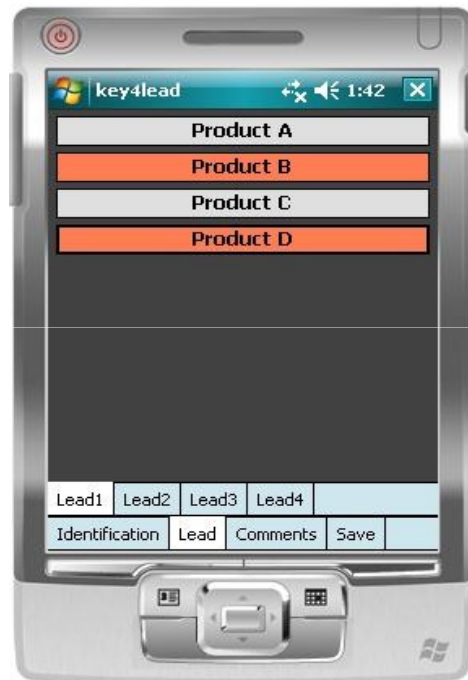 key4lead 1:42
Product A
Product B
Product C
Product D
Lead1 Lead2 Lead3 Lead4
Identification Lead Comments Save